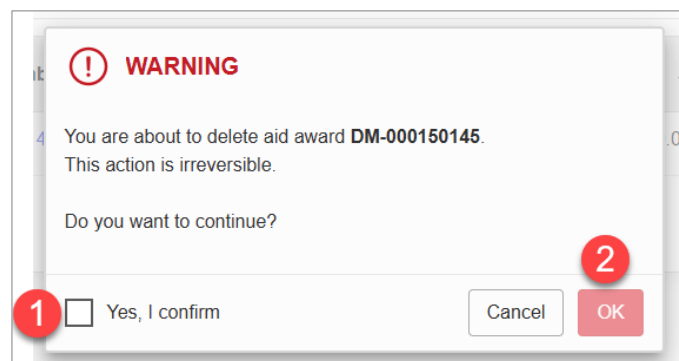 WARNING
You are about to delete aid award DM-000150145.
This action is irreversible.
Do you want to continue?
2
1 Yes, I confirm Cancel OK